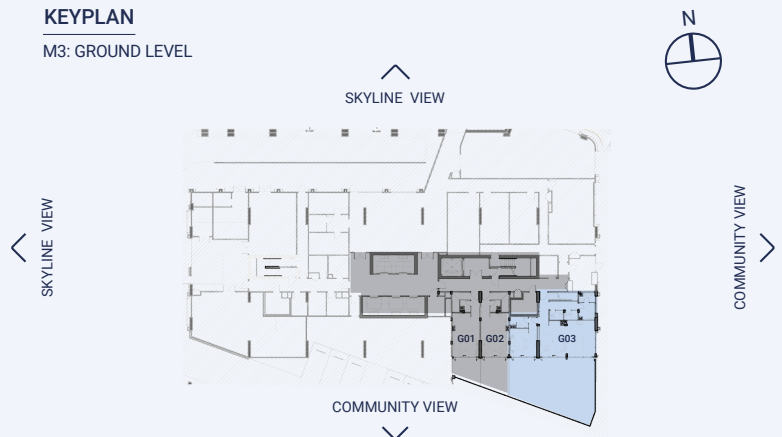 KEYPLAN
M3: GROUND LEVEL
N
SKYLINE VIEW
SKYLINE VIEW
COMMUNITY VIEW
G01
G02
G03
COMMUNITY VIEW